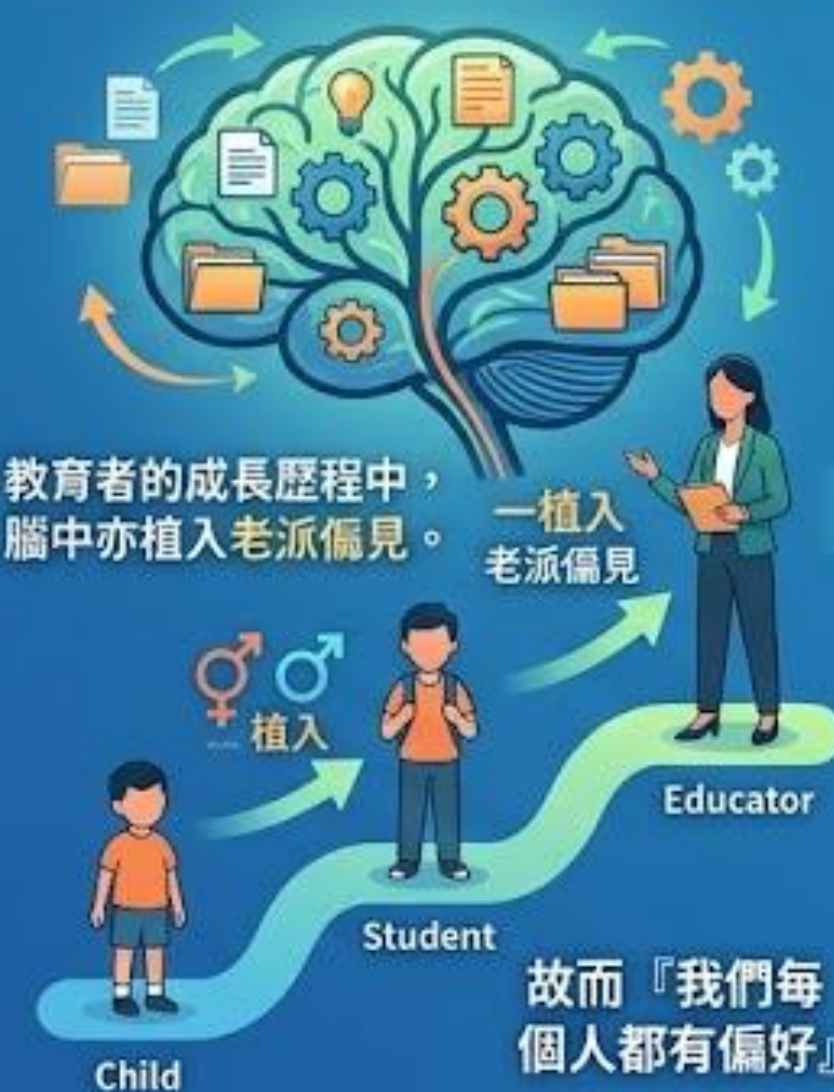 教育者的成長歷程中，
腦中亦植入老派偏見。
一植入
老派偏見
植入
Educator
Student
Child
故而『我們每
個人都有偏好』